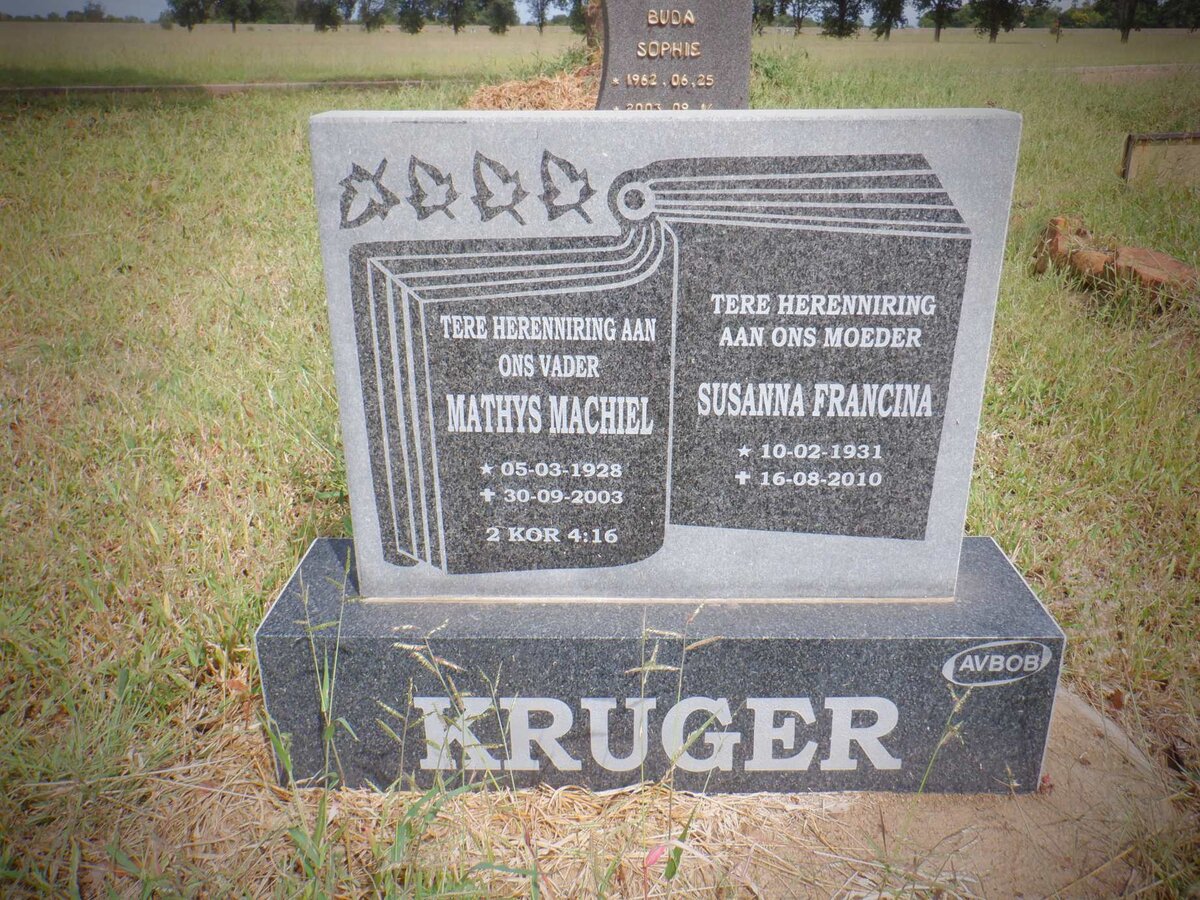 BUDA
SOPHIE
* 1962.06.25
TERE HERENNIRING AAN
ONS VADER
MATHYS MACHIEL
★ 05-03-1928
✝ 30-09-2003
2 KOR 4:16
TERE HERENNIRING
AAN ONS MOEDER
SUSANNA FRANCINA
★ 10-02-1931
✝ 16-08-2010
AVBOB
KRUGER